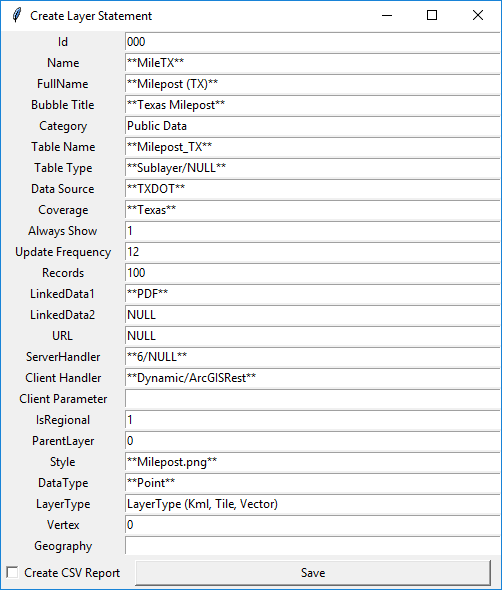 Create Layer Statement
Id 000
Name **MileTX**
FullName **Milepost (TX)**
Bubble Title **Texas Milepost**
Category Public Data
Table Name **Milepost_TX**
Table Type **Sublayer/NULL**
Data Source **TXDOT**
Coverage **Texas**
Always Show 1
Update Frequency 12
Records 100
LinkedData1 **PDF**
LinkedData2 NULL
URL NULL
ServerHandler **6/NULL**
Client Handler **Dynamic/ArcGISRest**
Client Parameter
IsRegional 1
ParentLayer 0
Style **Milepost.png**
DataType **Point**
LayerType LayerType (Kml, Tile, Vector)
Vertex 0
Geography
Create CSV Report Save